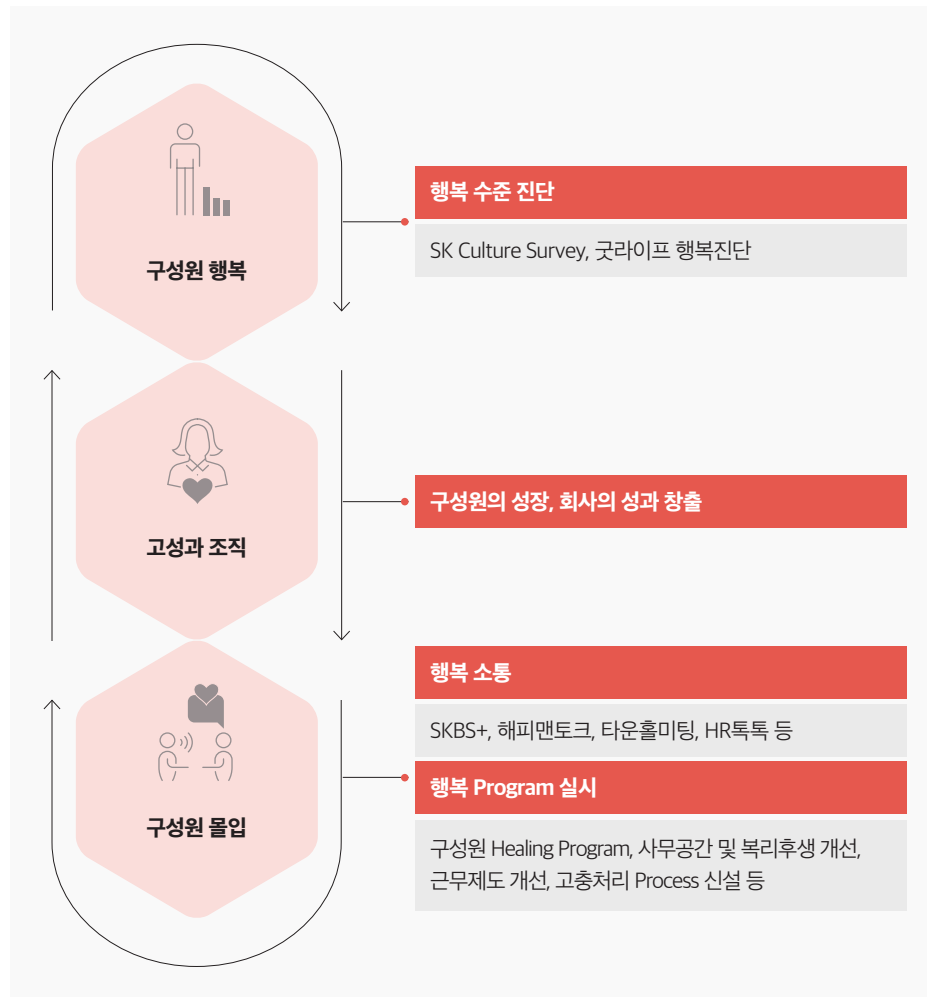 구성원 행복
행복 수준 진단
SK Culture Survey, 굿라이프 행복진단
고성과 조직
구성원의 성장, 회사의 성과 창출
구성원 몰입
행복 소통
SKBS+, 해피맨토크, 타운홀미팅, HR톡톡 등
행복 Program 실시
구성원 Healing Program, 사무공간 및 복리후생 개선,
근무제도 개선, 고충처리 Process 신설 등